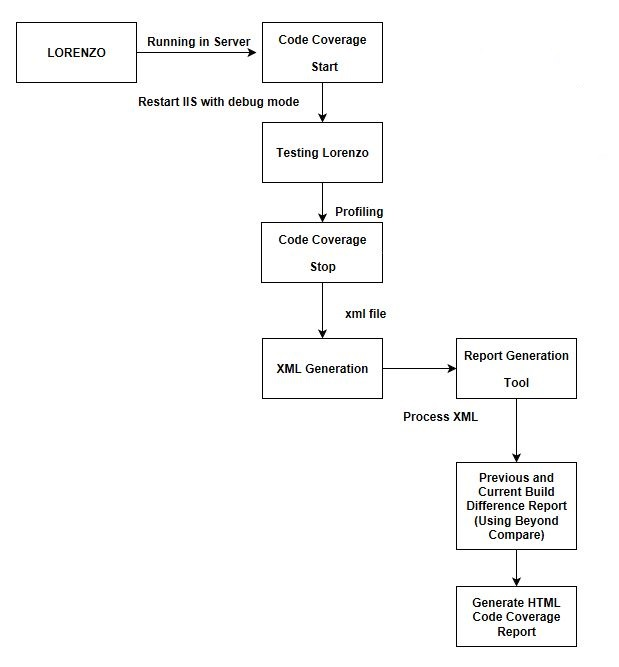 LORENZO
Running in Server
Code Coverage
Start
Restart IIS with debug mode
Testing Lorenzo
Profiling
Code Coverage
Stop
xml file
XML Generation
Report Generation
Tool
Process XML
Previous and
Current Build
Difference Report
(Using Beyond
Compare)
Generate HTML
Code Coverage
Report